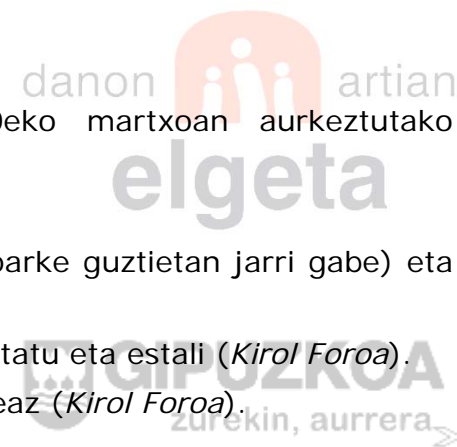 danon artian
eko martxoan aurkeztutako
elgeta
parke guztietan jarri gabe) eta
tatu eta estali (Kirol Foroa).
GIPUZKOA
eaz (Kirol Foroa).
zurekin, aurrera